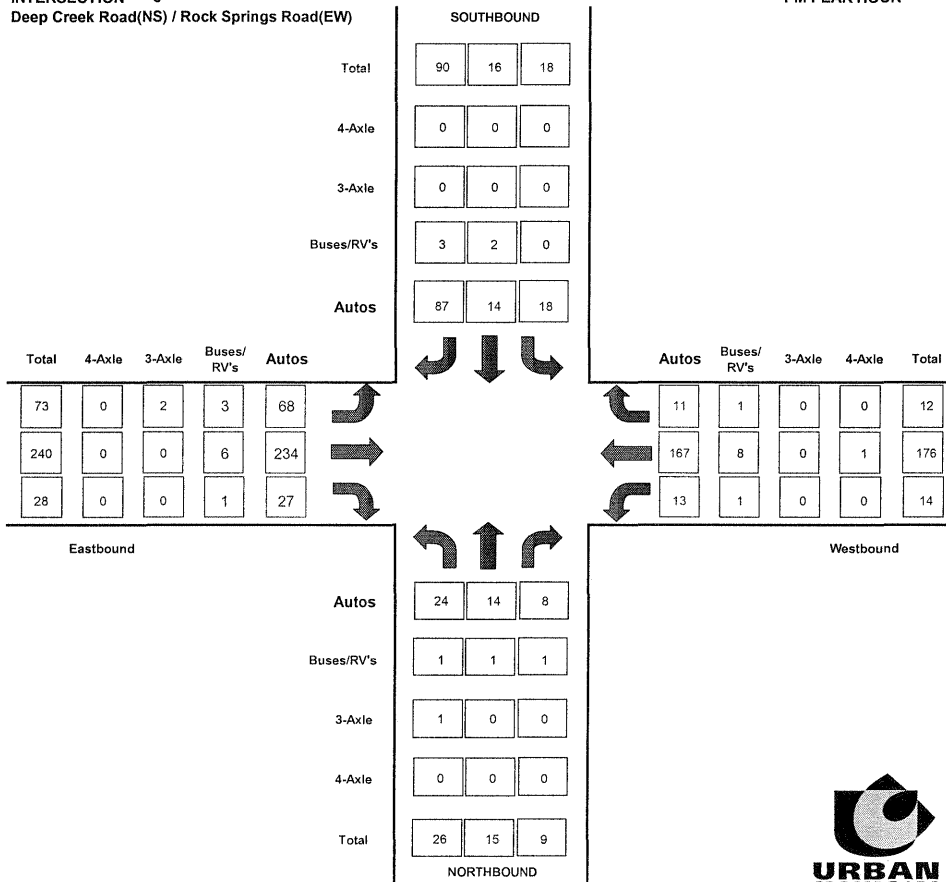 Deep Creek Road(NS) / Rock Springs Road(EW)
SOUTHBOUND
Total 90 16 18
4-Axle 0 0 0
3-Axle 0 0 0
Buses/RV's 3 2 0
Autos 87 14 18
Total 4-Axle 3-Axle Buses/ RV's Autos
73 0 2 3 68
240 0 0 6 234
28 0 0 1 27
Eastbound
Autos Buses/ RV's 3-Axle 4-Axle Total
11 1 0 0 12
167 8 0 1 176
13 1 0 0 14
Westbound
Autos 24 14 8
Buses/RV's 1 1 1
3-Axle 1 0 0
4-Axle 0 0 0
Total 26 15 9
NORTHBOUND
URBAN